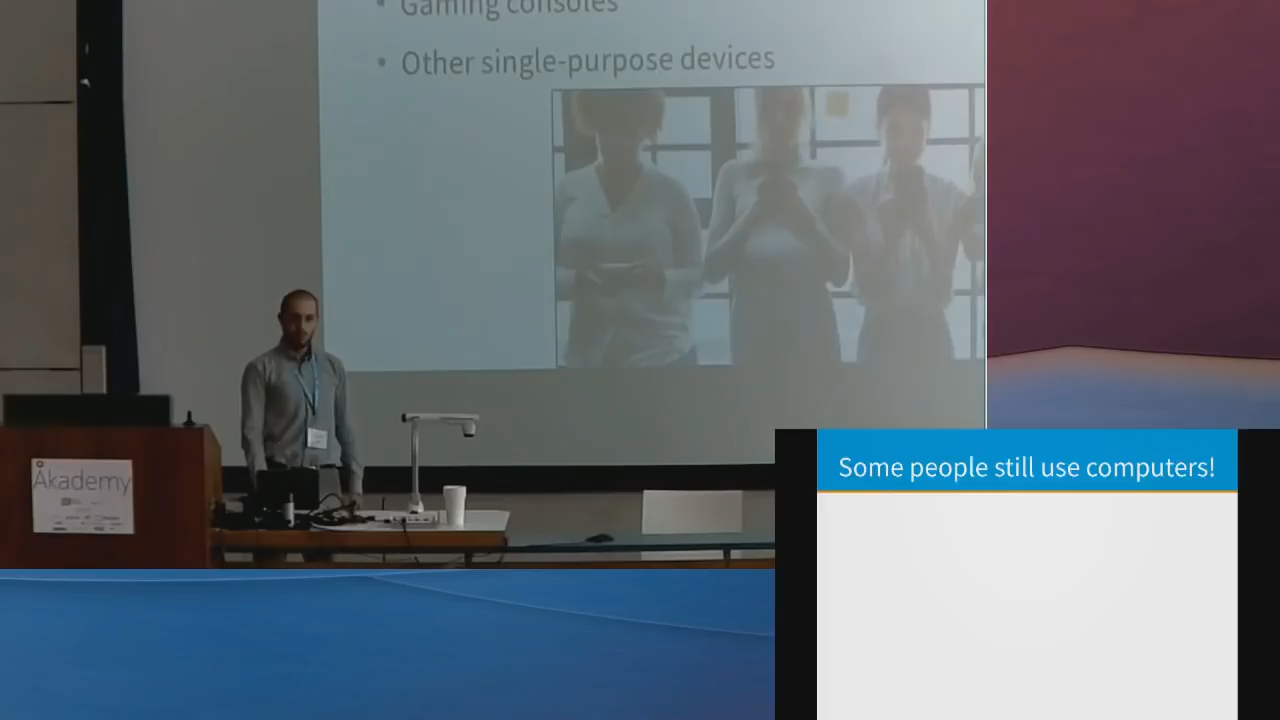 Gaming consoles
• Other single-purpose devices
Akademy
Some people still use computers!